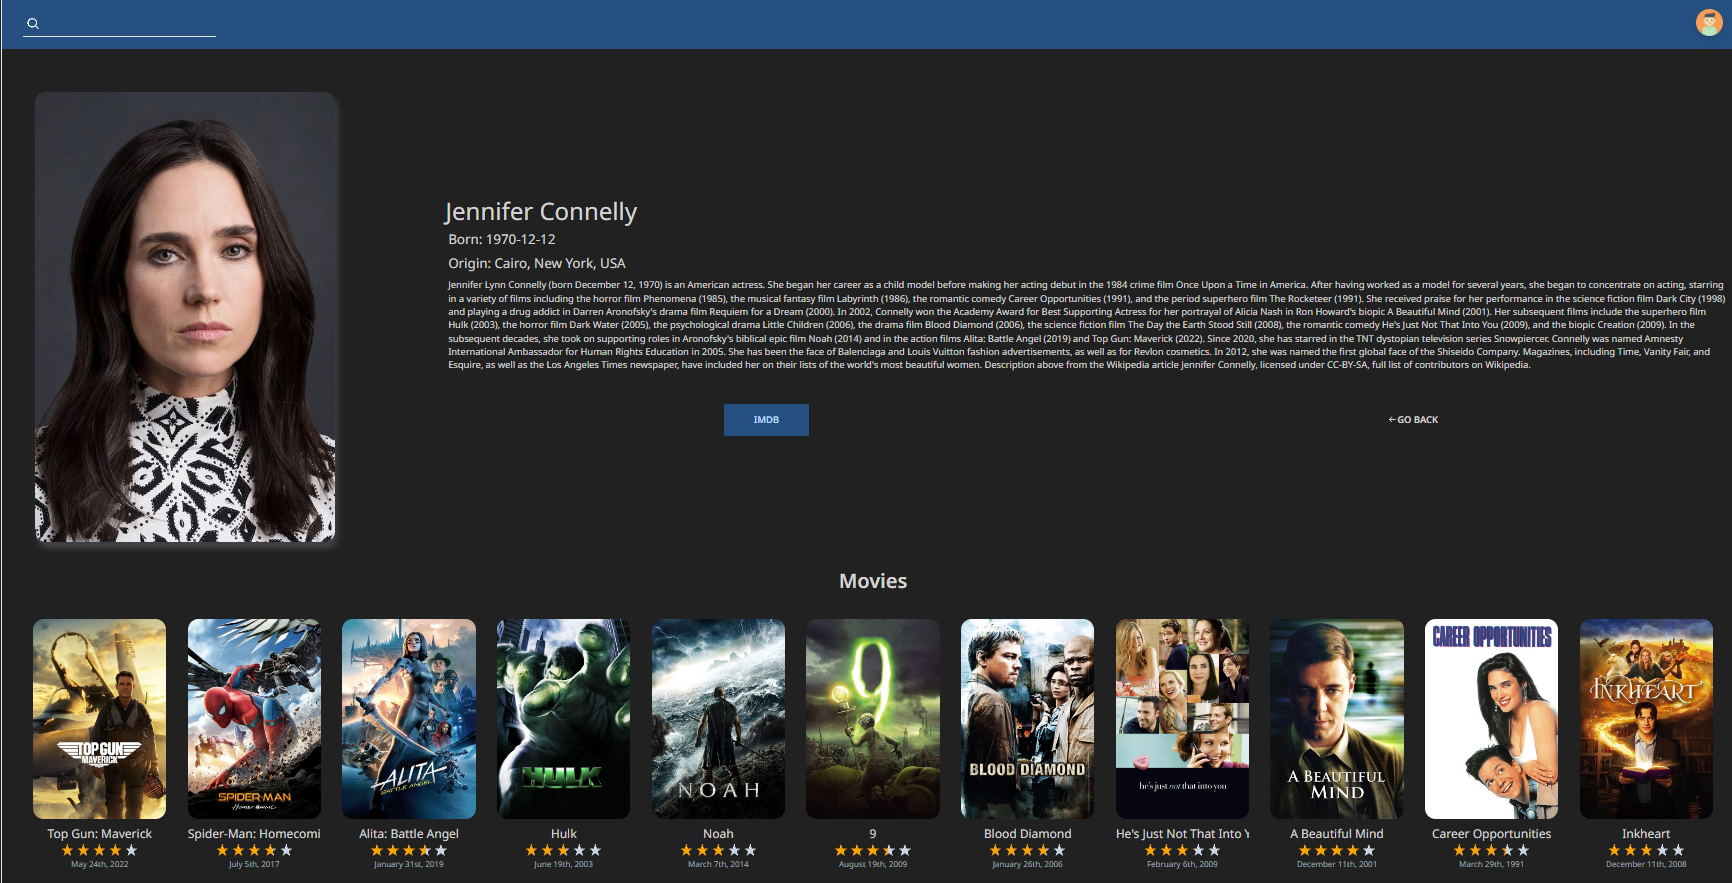 Jennifer Connelly
Born: 1970-12-12
Origin: Cairo, New York, USA
Jennifer Lynn Connelly (born December 12, 1970) is an American actress. She began her career as a child model before making her acting debut in the 1984 crime film Once Upon a Time in America. After having worked as a model for several years, she began to concentrate on acting, starring
in a variety of films including the horror film Phenomena (1985), the musical fantasy film Labyrinth (1986), the romantic comedy Career Opportunities (1991), and the period superhero film The Rocketeer (1991). She received praise for her performance in the science fiction film Dark City (1998)
and playing a drug addict in Darren Aronofsky's drama film Requiem for a Dream (2000). In 2002, Connelly won the Academy Award for Best Supporting Actress for her portrayal of Alicia Nash in Ron Howard's biopic A Beautiful Mind (2001). Her subsequent films include the superhero film
Hulk (2003), the horror film Dark Water (2005), the psychological drama Little Children (2006), the drama film Blood Diamond (2006), the science fiction film The Day the Earth Stood Still (2008), the romantic comedy He's Just Not That Into You (2009), and the biopic Creation (2009). In the
subsequent decades, she took on supporting roles in Aronofsky's biblical epic film Noah (2014) and in the action films Alita: Battle Angel (2019) and Top Gun: Maverick (2022). Since 2020, she has starred in the TNT dystopian television series Snowpiercer. Connelly was named Amnesty
International Ambassador for Human Rights Education in 2005. She has been the face of Balenciaga and Louis Vuitton fashion advertisements, as well as for Revlon cosmetics. In 2012, she was named the first global face of the Shiseido Company. Magazines, including Time, Vanity Fair, and
Esquire, as well as the Los Angeles Times newspaper, have included her on their lists of the world's most beautiful women. Description above from the Wikipedia article Jennifer Connelly, licensed under CC-BY-SA, full list of contributors on Wikipedia.
IMDB
←GO BACK
Movies
TOP GUN
MAVERICK
SPIDER-MAN
HOMECOMING
ALITA
BATTLE ANGEL
HULK
NOAH
9
BLOOD DIAMOND
he's just not that into you
A BEAUTIFUL
MIND
CAREER OPPORTUNITIES
INKHEART
Top Gun: Maverick
Spider-Man: Homecomi
Alita: Battle Angel
Hulk
Noah
9
Blood Diamond
He's Just Not That Into Y
A Beautiful Mind
Career Opportunities
Inkheart
May 24th, 2022
July 5th, 2017
January 31st, 2019
June 19th, 2003
March 7th, 2014
August 19th, 2009
January 26th, 2006
February 6th, 2009
December 11th, 2001
March 29th, 1991
December 11th, 2008